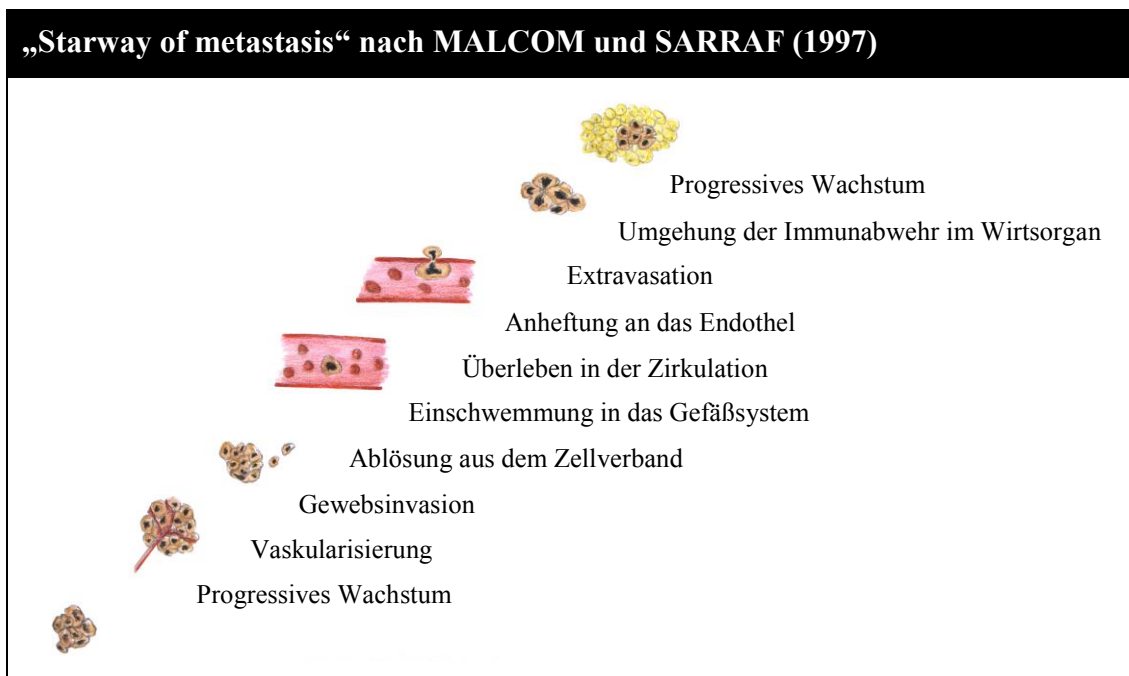 „Starway of metastasis“ nach MALCOM und SARRAF (1997)
Progressives Wachstum
Umgehung der Immunabwehr im Wirtsorgan
Extravasation
Anheftung an das Endothel
Überleben in der Zirkulation
Einschwemmung in das Gefäßsystem
Ablösung aus dem Zellverband
Gewebsinvasion
Vaskularisierung
Progressives Wachstum